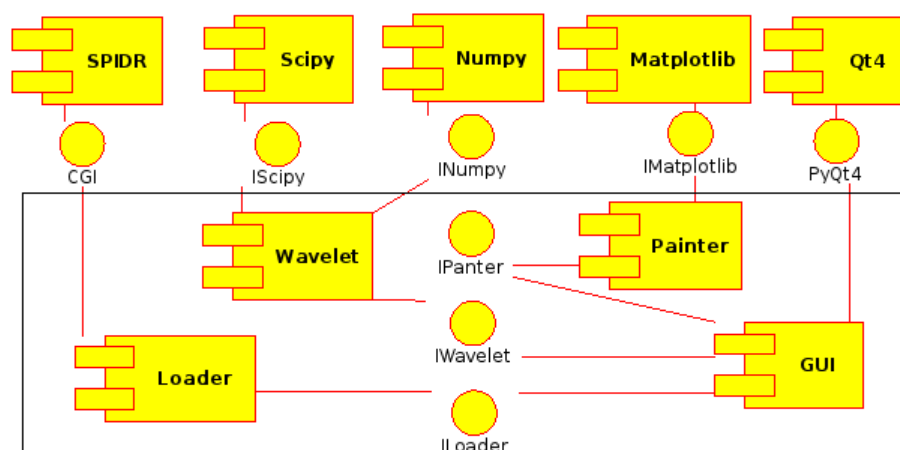 SPIDR
Scipy
Numpy
Matplotlib
Qt4
CGI
IScipy
INumpy
IMatplotlib
PyQt4
Wavelet
IPanter
Painter
IWavelet
Loader
GUI
ILoader